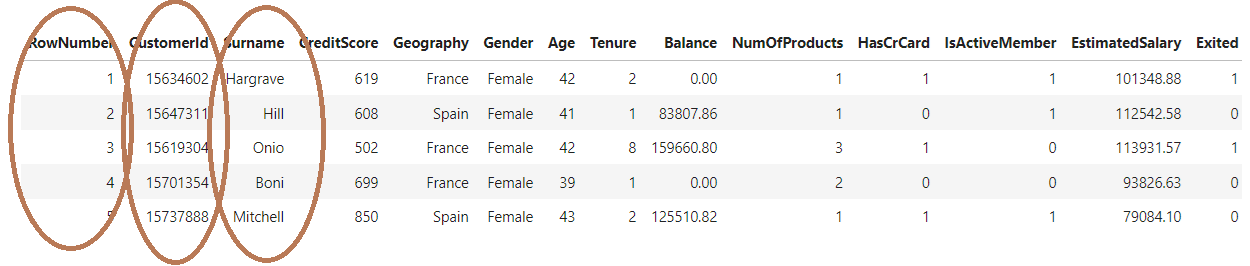 RowNumber CustomerId Surname CreditScore Geography Gender Age Tenure Balance NumOfProducts HasCrCard IsActiveMember EstimatedSalary Exited
1 15634602 Hargrave 619 France Female 42 2 0.00 1 1 1 101348.88 1
2 15647311 Hill 608 Spain Female 41 1 83807.86 1 0 1 112542.58 0
3 15619304 Onio 502 France Female 42 8 159660.80 3 1 0 113931.57 1
4 15701354 Boni 699 France Female 39 1 0.00 2 0 0 93826.63 0
5 15737888 Mitchell 850 Spain Female 43 2 125510.82 1 1 1 79084.10 0